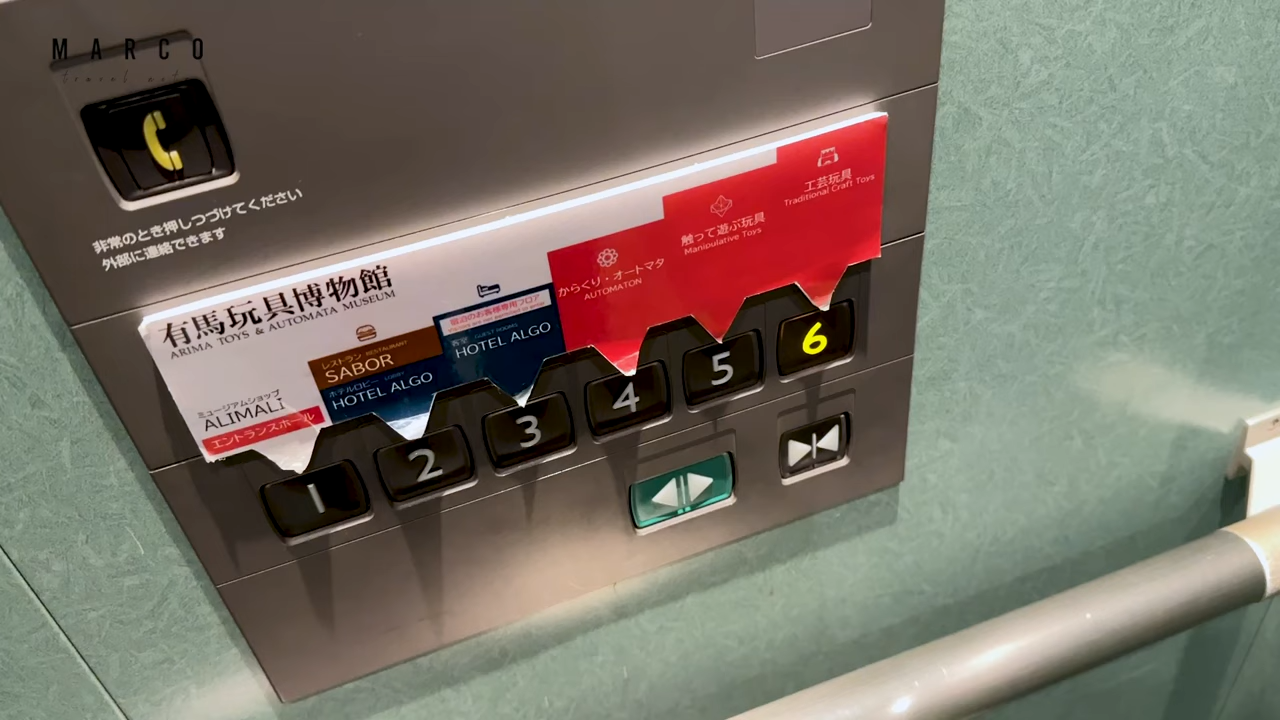 MARCO
travel
非常のとき押しつづけてください
外部に連絡できます
有馬玩具博物館
ARIMA TOYS & AUTOMATA MUSEUM
ミュージアムショップ
ALIMALI
エントランスホール
レストラン RESTAURANT
SABOR
ホテルロビー LOBBY
HOTEL ALGO
宿泊のお客様専用フロア
客室 GUEST ROOMS
HOTEL ALGO
からくり・オートマタ
AUTOMATON
触って遊ぶ玩具
Manipulative Toys
工芸玩具
Traditional Craft Toys
1
2
3
4
5
6